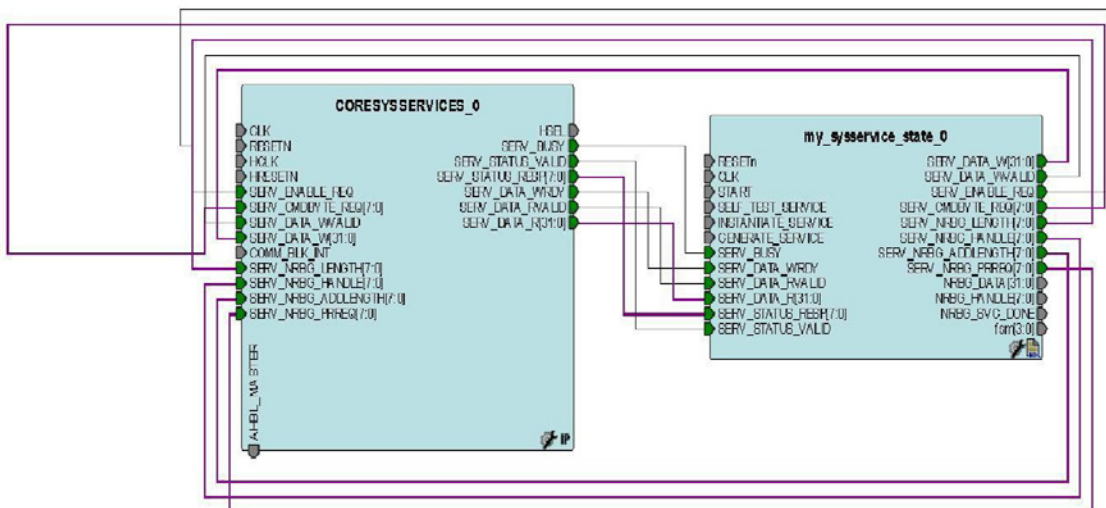 CORESYSSERVICES_0
CLK
RESETN
HCLK
HRESETN
SERV_ENABLE_REQ
SERV_CMDBYTE_REQ[7:0]
SERV_DATA_WVALID
SERV_DATA_W[31:0]
COMM_BLK_INT
SERV_NRBG_LENGTH[7:0]
SERV_NRBG_HANDLE[7:0]
SERV_NRBG_ADDLENGTH[7:0]
SERV_NRBG_PRREQ[7:0]
AHBL_MASTER
HSEL
SERV_BUSY
SERV_STATUS_VALID
SERV_STATUS_RESP[7:0]
SERV_DATA_WRDY
SERV_DATA_RVALID
SERV_DATA_R[31:0]
IP
my_sysservice_state_0
RESETn
CLK
START
SELF_TEST_SERVICE
INSTANTIATE_SERVICE
GENERATE_SERVICE
SERV_BUSY
SERV_DATA_WRDY
SERV_DATA_RVALID
SERV_DATA_R[31:0]
SERV_STATUS_RESP[7:0]
SERV_STATUS_VALID
SERV_DATA_W[31:0]
SERV_DATA_WVALID
SERV_ENABLE_REQ
SERV_CMDBYTE_REQ[7:0]
SERV_NRBG_LENGTH[7:0]
SERV_NRBG_HANDLE[7:0]
SERV_NRBG_ADDLENGTH[7:0]
SERV_NRBG_PRREQ[7:0]
NRBG_DATA[31:0]
NRBG_HANDLE[7:0]
NRBG_SVC_DONE
fsm[3:0]